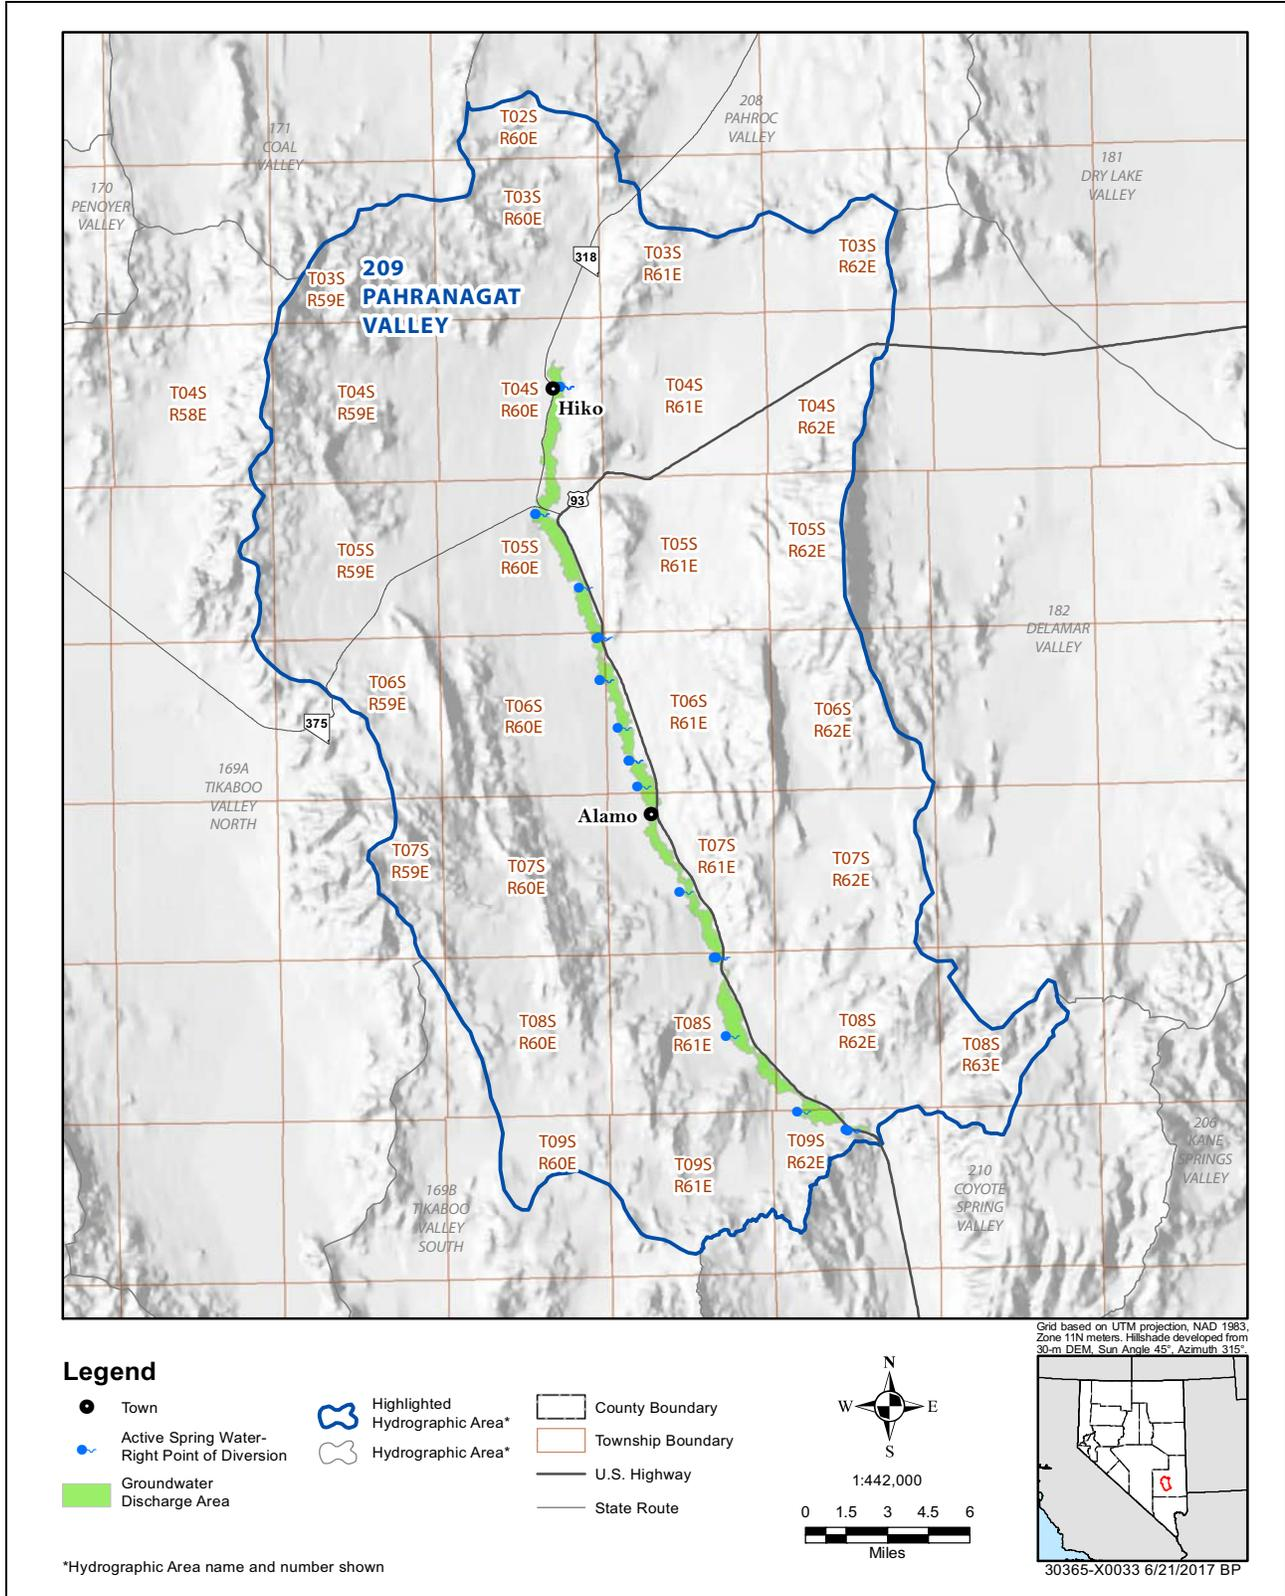 171
COAL
VALLEY
208
PAHROC
VALLEY
T02S
R60E
181
DRY LAKE
VALLEY
170
PENOYER
VALLEY
T03S
R60E
318
T03S
R61E
T03S
R62E
T03S
R59E
209
PAHRANAGAT
VALLEY
T04S
R58E
T04S
R59E
T04S
R60E
Hiko
T04S
R61E
T04S
R62E
93
T05S
R59E
T05S
R60E
T05S
R61E
T05S
R62E
182
DELAMAR
VALLEY
T06S
R59E
375
T06S
R60E
T06S
R61E
T06S
R62E
169A
TIKABOO
VALLEY
NORTH
Alamo
T07S
R59E
T07S
R60E
T07S
R61E
T07S
R62E
T08S
R60E
T08S
R61E
T08S
R62E
T08S
R63E
T09S
R60E
T09S
R61E
T09S
R62E
169B
TIKABOO
VALLEY
SOUTH
210
COYOTE
SPRING
VALLEY
206
KANE
SPRINGS
VALLEY
Grid based on UTM projection, NAD 1983,
Zone 11N meters. Hillshade developed from
30-m DEM, Sun Angle 45°, Azimuth 315°.
Legend
Town
Active Spring Water-
Right Point of Diversion
Groundwater
Discharge Area
Highlighted
Hydrographic Area*
Hydrographic Area*
County Boundary
Township Boundary
U.S. Highway
State Route
N
W E
S
1:442,000
0 1.5 3 4.5 6
Miles
*Hydrographic Area name and number shown
30365-X0033 6/21/2017 BP